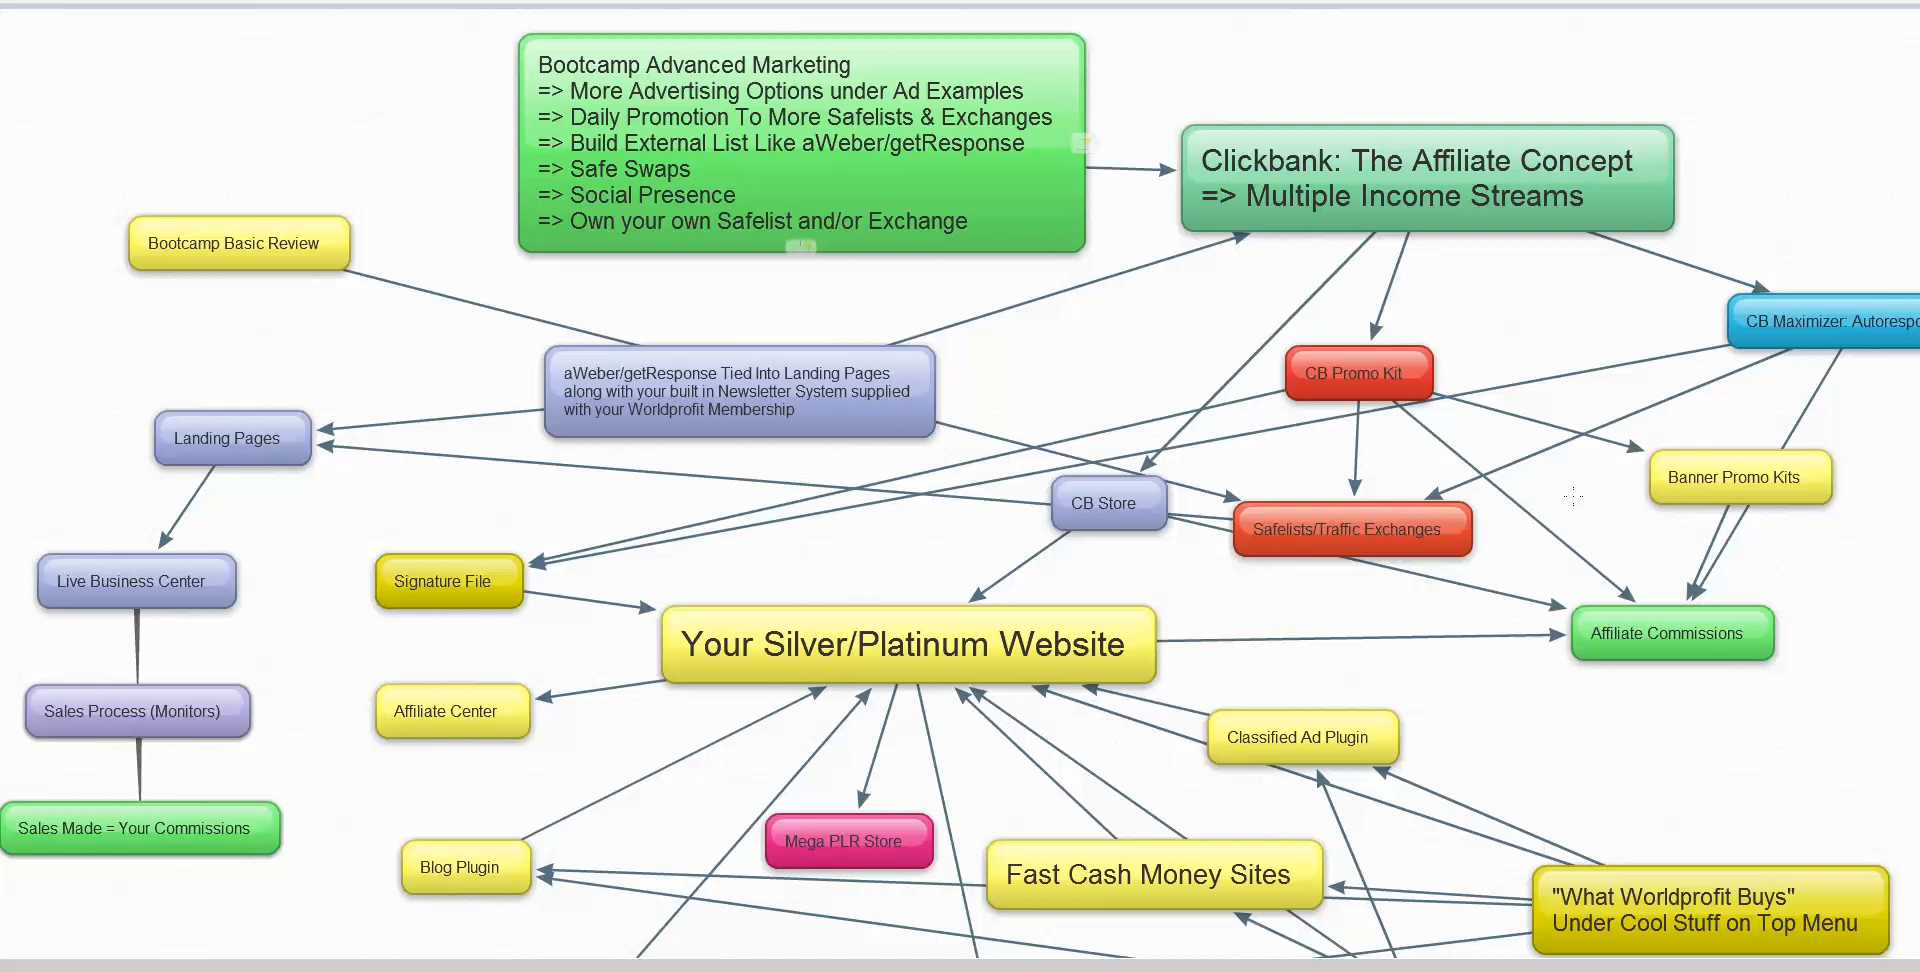 Bootcamp Advanced Marketing
=> More Advertising Options under Ad Examples
=> Daily Promotion To More Safelists & Exchanges
=> Build External List Like aWeber/getResponse
=> Safe Swaps
=> Social Presence
=> Own your own Safelist and/or Exchange
Clickbank: The Affiliate Concept
=> Multiple Income Streams
Bootcamp Basic Review
CB Maximizer: Autorespo
aWeber/getResponse Tied Into Landing Pages
along with your built in Newsletter System supplied
with your Worldprofit Membership
CB Promo Kit
Landing Pages
Banner Promo Kits
CB Store
Safelists/Traffic Exchanges
Live Business Center
Signature File
Your Silver/Platinum Website
Affiliate Commissions
Sales Process (Monitors)
Affiliate Center
Classified Ad Plugin
Sales Made = Your Commissions
Mega PLR Store
Blog Plugin
Fast Cash Money Sites
"What Worldprofit Buys"
Under Cool Stuff on Top Menu